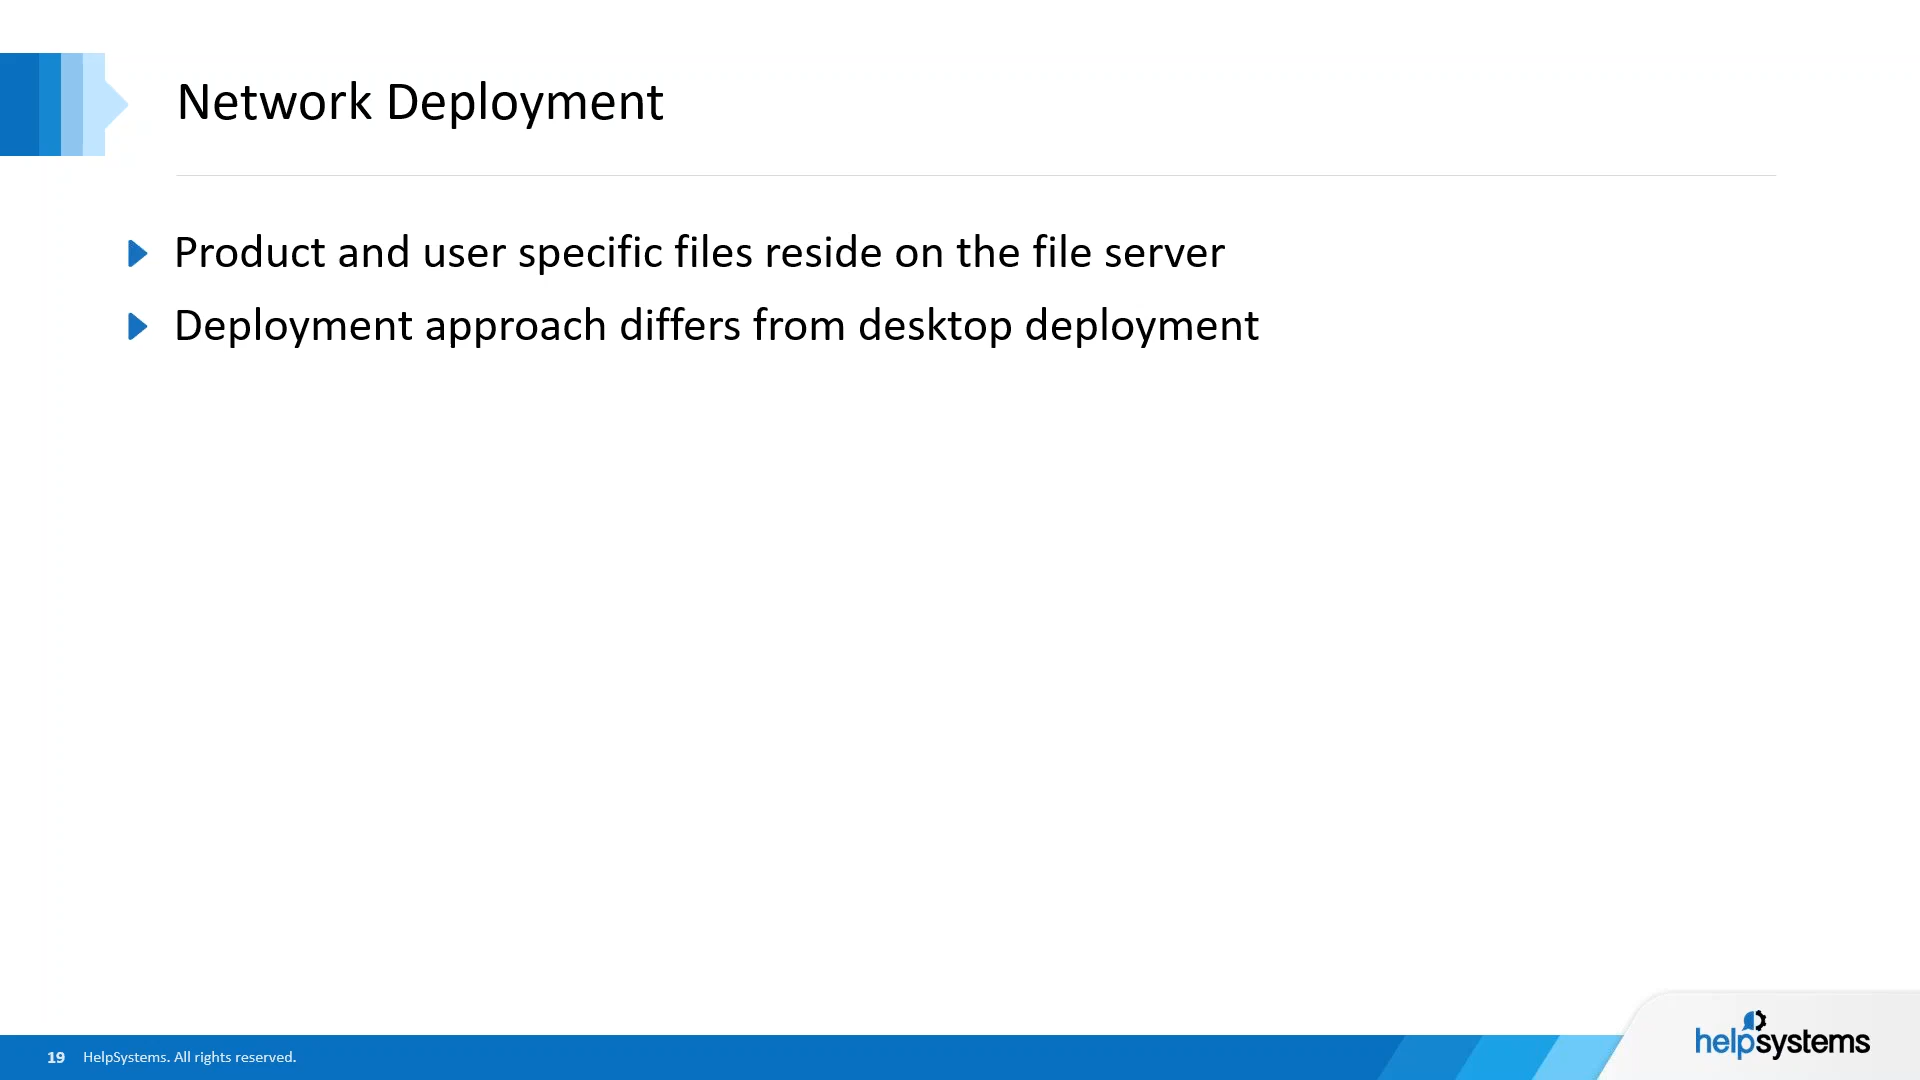 Network Deployment
Product and user specific files reside on the file server
Deployment approach differs from desktop deployment
19 HelpSystems. All rights reserved.
helpsystems